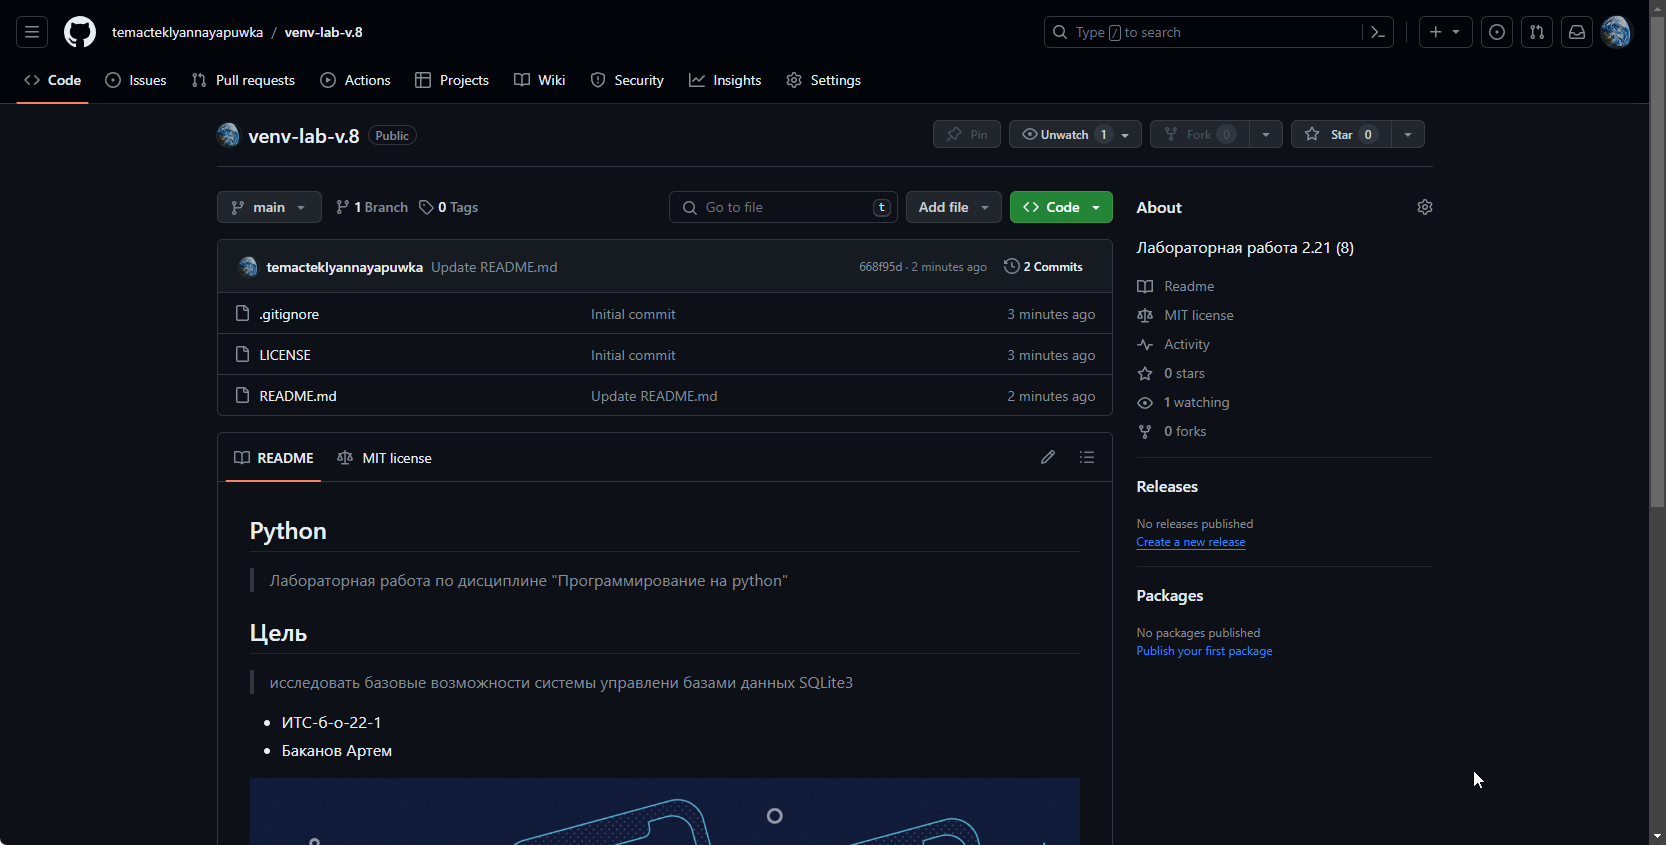 temacteklyannayapuwka / venv-lab-v.8
Type / to search
Code Issues Pull requests Actions Projects Wiki Security Insights Settings
venv-lab-v.8 Public
Pin Unwatch 1 Fork 0 Star 0
main 1 Branch 0 Tags Go to file t Add file Code
temacteklyannayapuwka Update README.md 668f95d · 2 minutes ago 2 Commits
.gitignore Initial commit 3 minutes ago
LICENSE Initial commit 3 minutes ago
README.md Update README.md 2 minutes ago
README MIT license
Python
Лабораторная работа по дисциплине "Программирование на python"
Цель
исследовать базовые возможности системы управлени базами данных SQLite3
ИТС-б-о-22-1
Баканов Артем
About
Лабораторная работа 2.21 (8)
Readme
MIT license
Activity
0 stars
1 watching
0 forks
Releases
No releases published
Create a new release
Packages
No packages published
Publish your first package